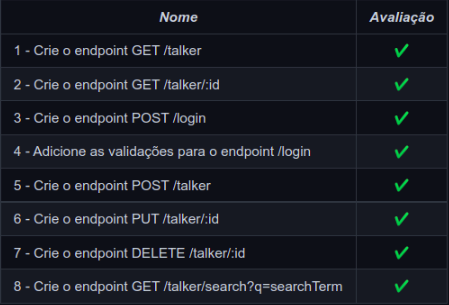 Nome Avaliação
1 - Crie o endpoint GET /talker ✔
2 - Crie o endpoint GET /talker/:id ✔
3 - Crie o endpoint POST /login ✔
4 - Adicione as validações para o endpoint /login ✔
5 - Crie o endpoint POST /talker ✔
6 - Crie o endpoint PUT /talker/:id ✔
7 - Crie o endpoint DELETE /talker/:id ✔
8 - Crie o endpoint GET /talker/search?q=searchTerm ✔